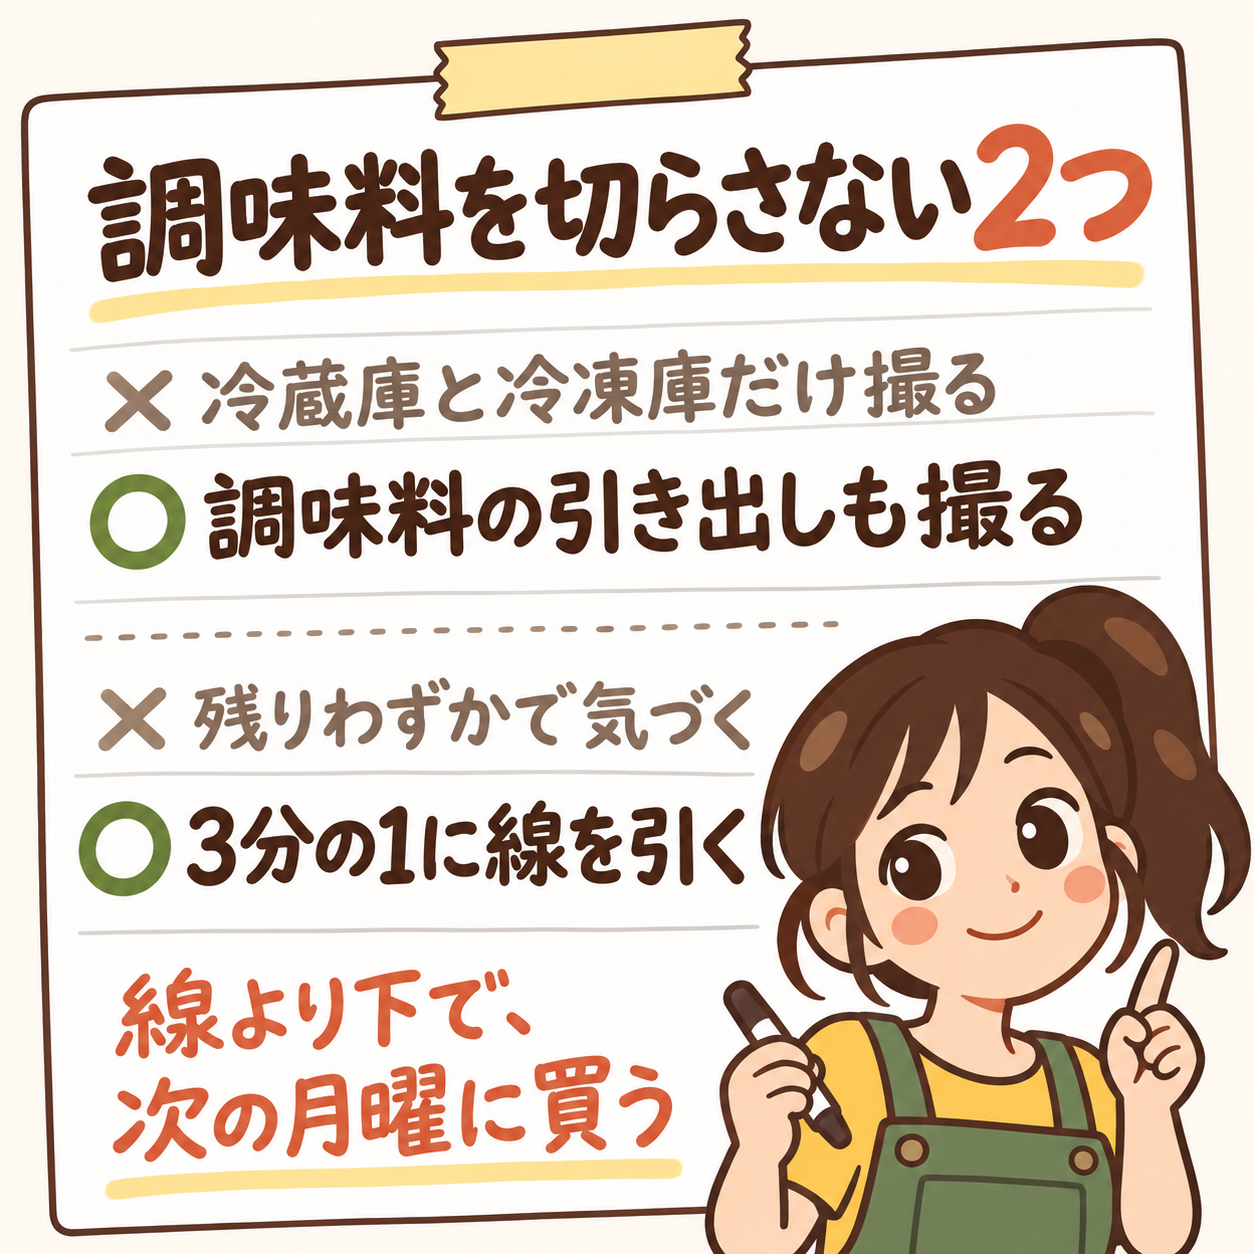 調味料を切らさない2つ
× 冷蔵庫と冷凍庫だけ撮る
○ 調味料の引き出しも撮る
× 残りわずかで気づく
○ 3分の1に線を引く
線より下で、
次の月曜に買う